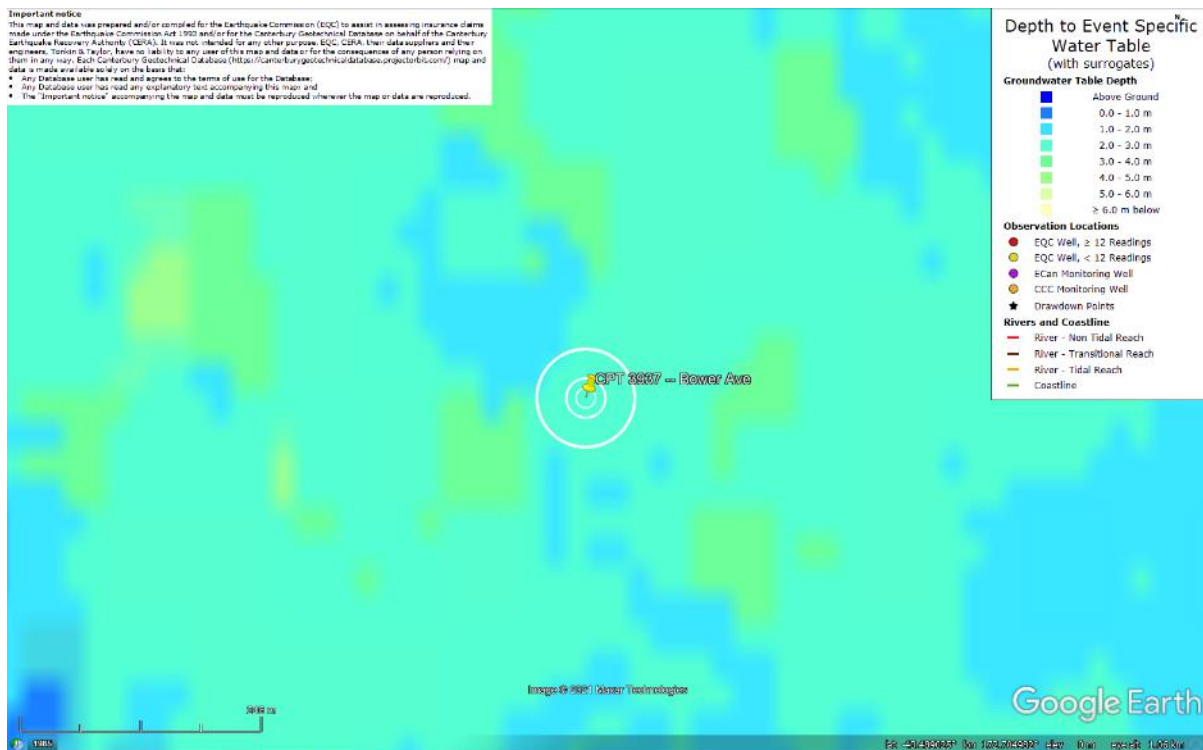 Important notice
This map and data was prepared and/or compiled for the Earthquake Commission (EQC) to assist in assessing insurance claims
made under the Earthquake Commission Act 1993 and/or for the Canterbury Geotechnical Database on behalf of the Canterbury
Earthquake Recovery Authority (CERA). It was not intended for any other purpose. EQC, CERA, their data suppliers and their
engineers, Tonkin & Taylor, have no liability to any user of this map and data or for the consequences of any person relying on
them in any way. Each Canterbury Geotechnical Database (https://canterburygeotechnicaldatabase.projectorbit.com/) map and
data is made available solely on the basis that:
• Any Database user has read and agrees to the terms of use for the Database;
• Any Database user has read any explanatory text accompanying this map; and
• The "Important notice" accompanying the map and data must be reproduced wherever the map or data are reproduced.
N
Depth to Event Specific
Water Table
(with surrogates)
Groundwater Table Depth
Above Ground
0.0 - 1.0 m
1.0 - 2.0 m
2.0 - 3.0 m
3.0 - 4.0 m
4.0 - 5.0 m
5.0 - 6.0 m
≥ 6.0 m below
Observation Locations
EQC Well, ≥ 12 Readings
EQC Well, < 12 Readings
ECan Monitoring Well
CCC Monitoring Well
Drawdown Points
Rivers and Coastline
River - Non Tidal Reach
River - Transitional Reach
River - Tidal Reach
Coastline
CPT 3937 -- Bower Ave
Image © 2021 Maxar Technologies
Google Earth
1985